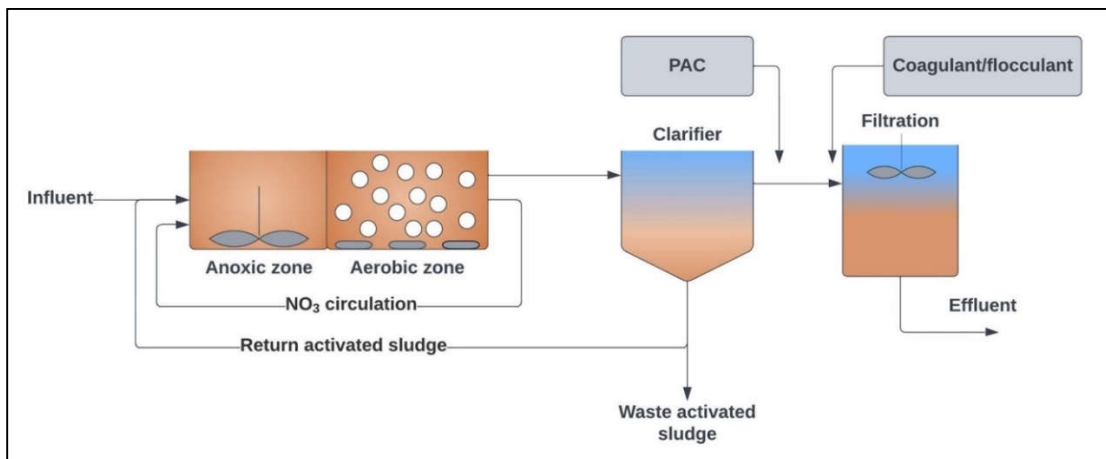 PAC
Coagulant/flocculant
Clarifier
Filtration
Influent
Anoxic zone
Aerobic zone
NO₃ circulation
Effluent
Return activated sludge
Waste activated
sludge